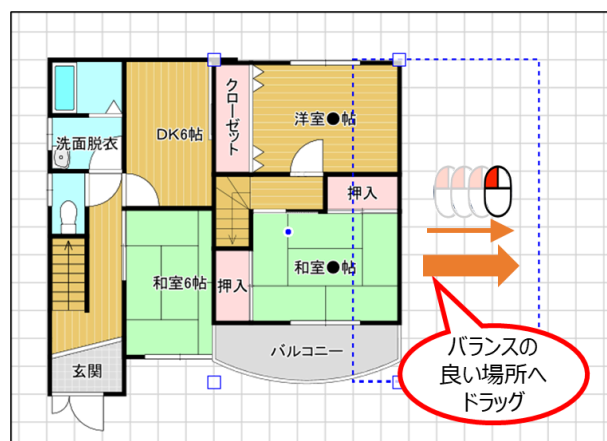 クローゼット
DK6帖
洋室●帖
洗面脱衣
押入
和室6帖
押入
和室●帖
バルコニー
玄関
バランスの
良い場所へ
ドラッグ